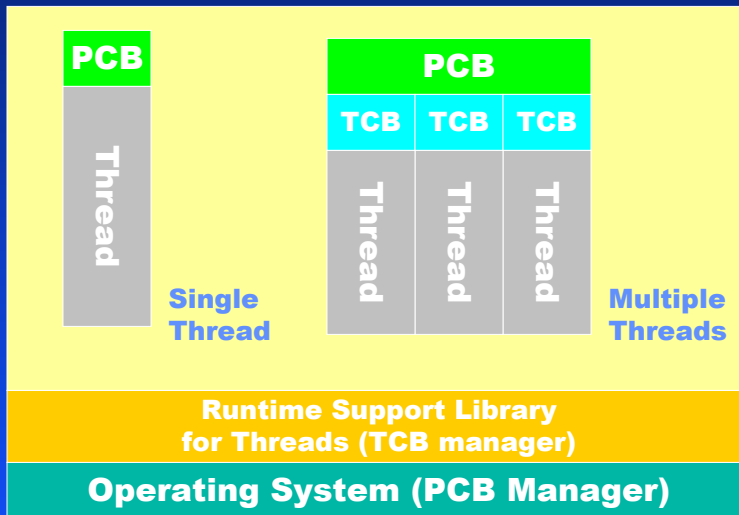 PCB
Thread
Single
Thread
PCB
TCB TCB TCB
Thread Thread Thread
Multiple
Threads
Runtime Support Library
for Threads (TCB manager)
Operating System (PCB Manager)